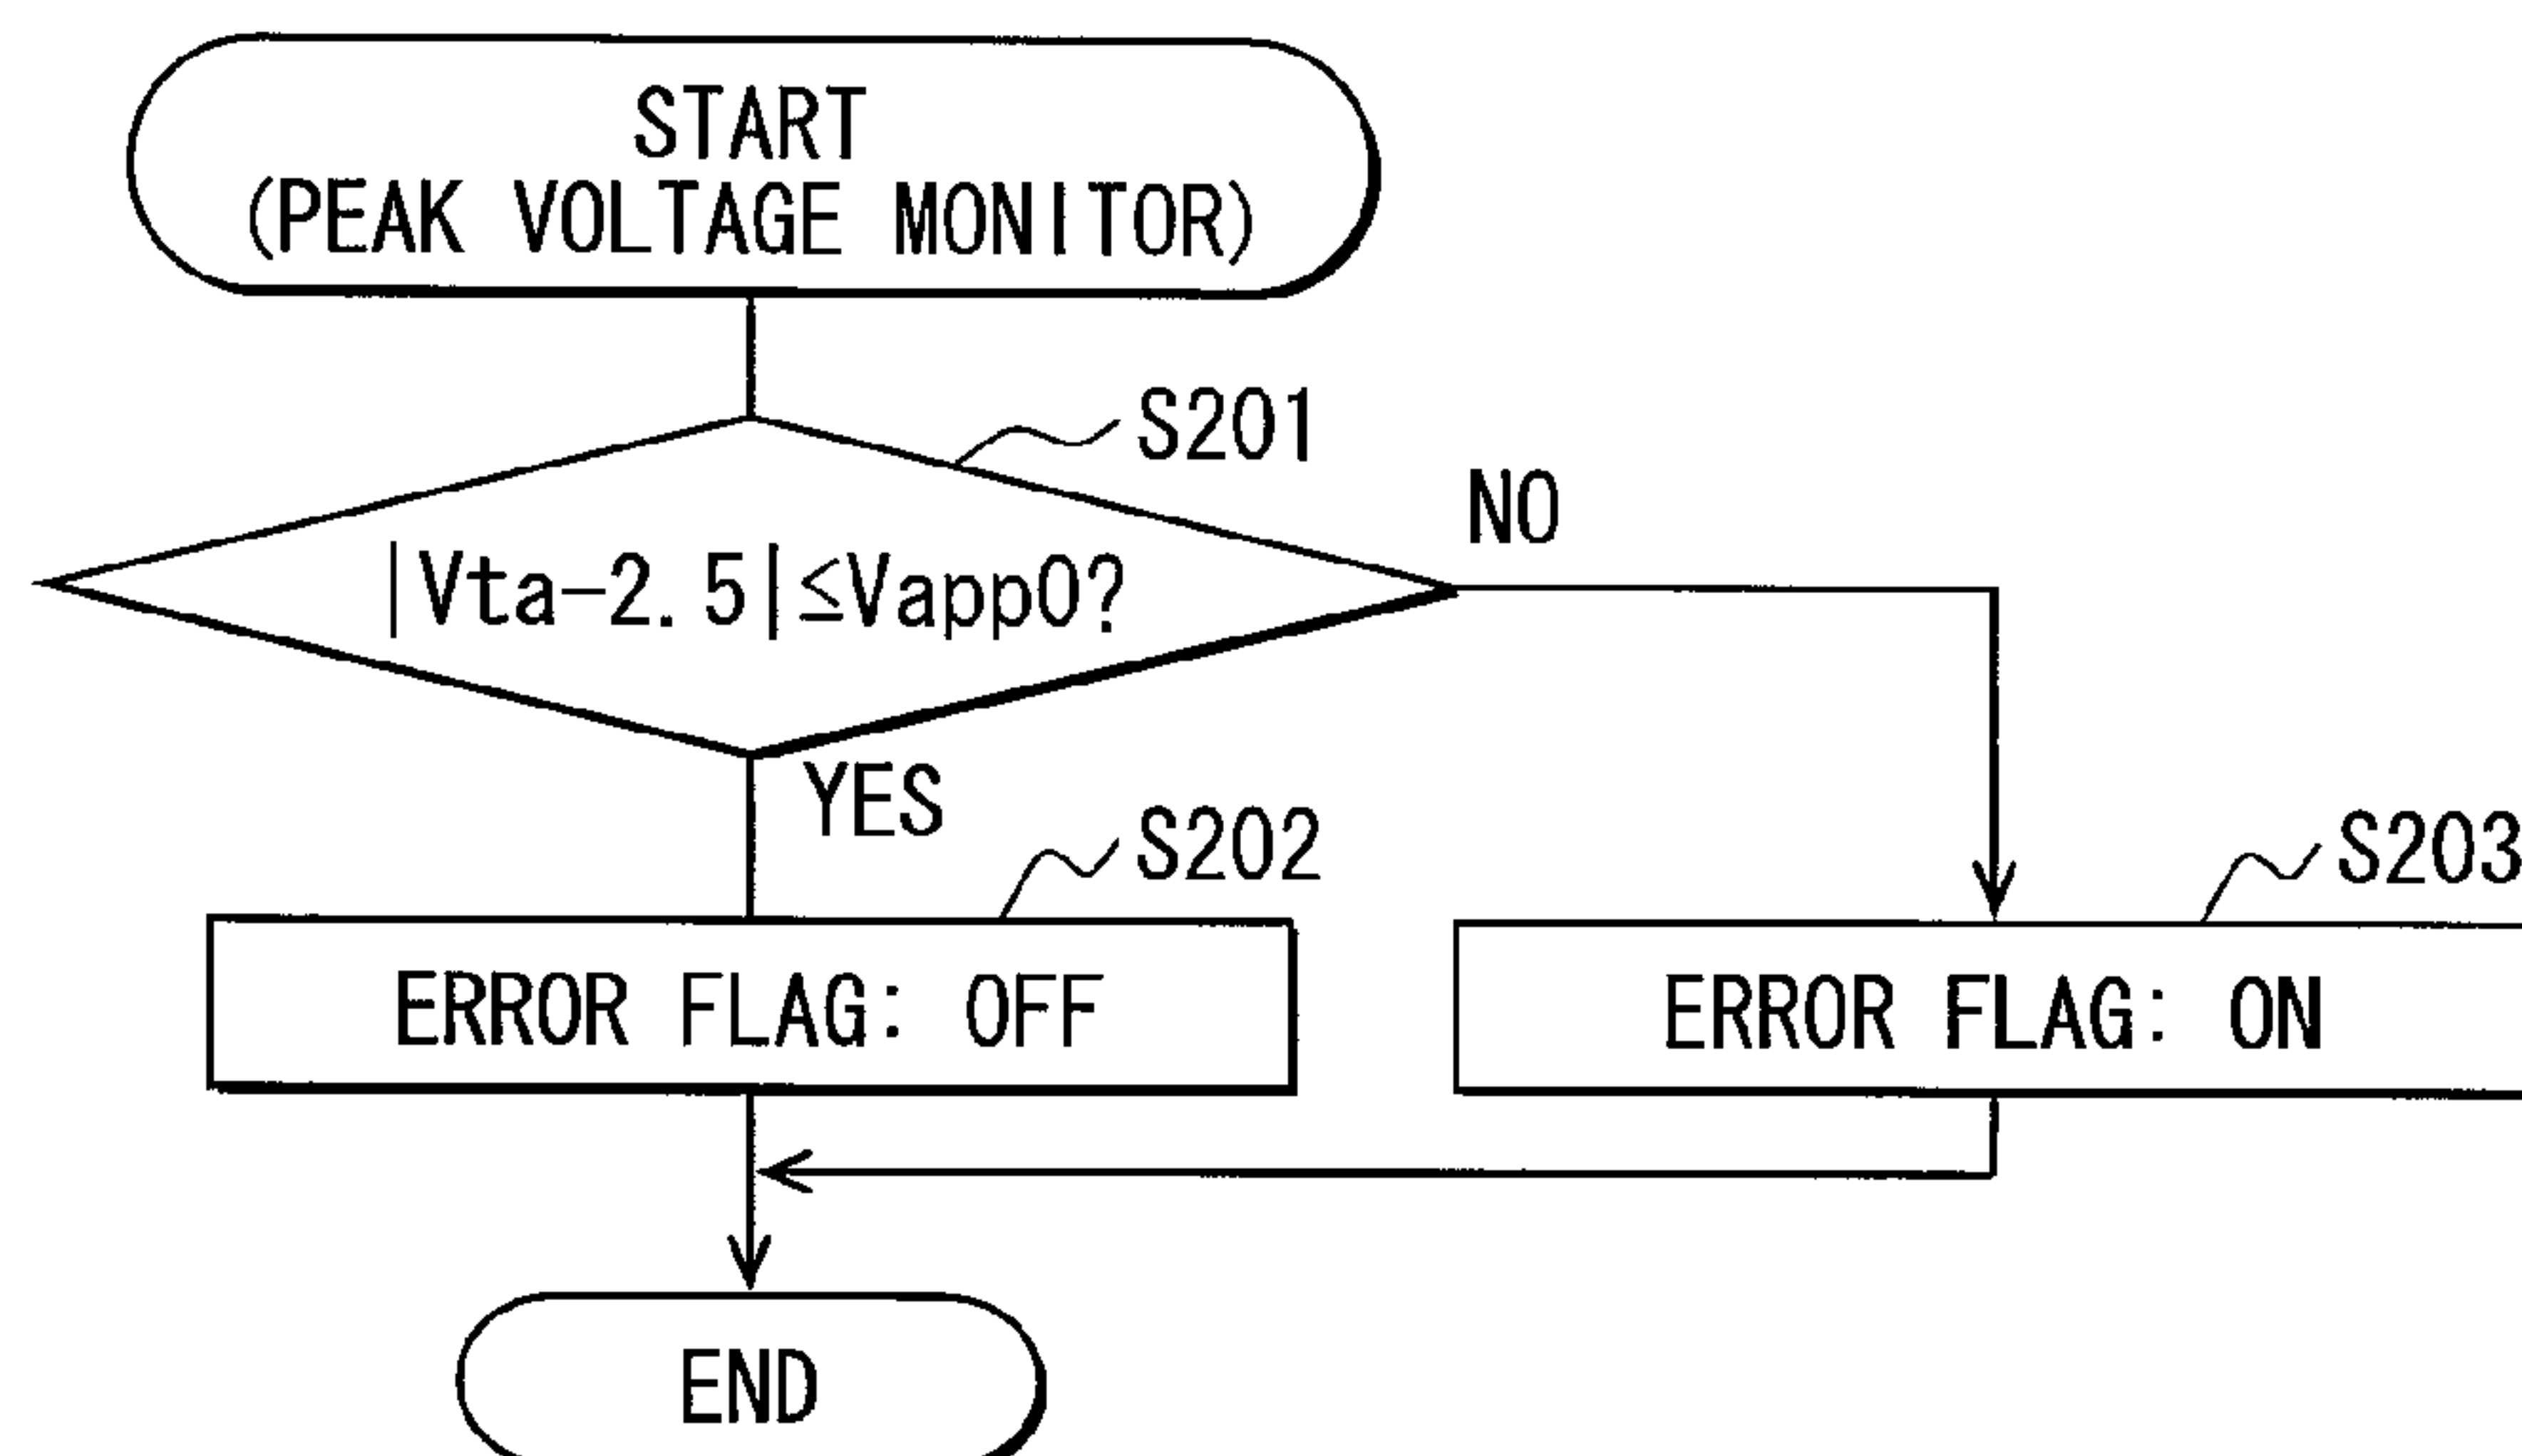 START
(PEAK VOLTAGE MONITOR)
S201
NO
|Vta-2.5|≦Vapp0?
YES
S202
S203
ERROR FLAG: OFF
ERROR FLAG: ON
END